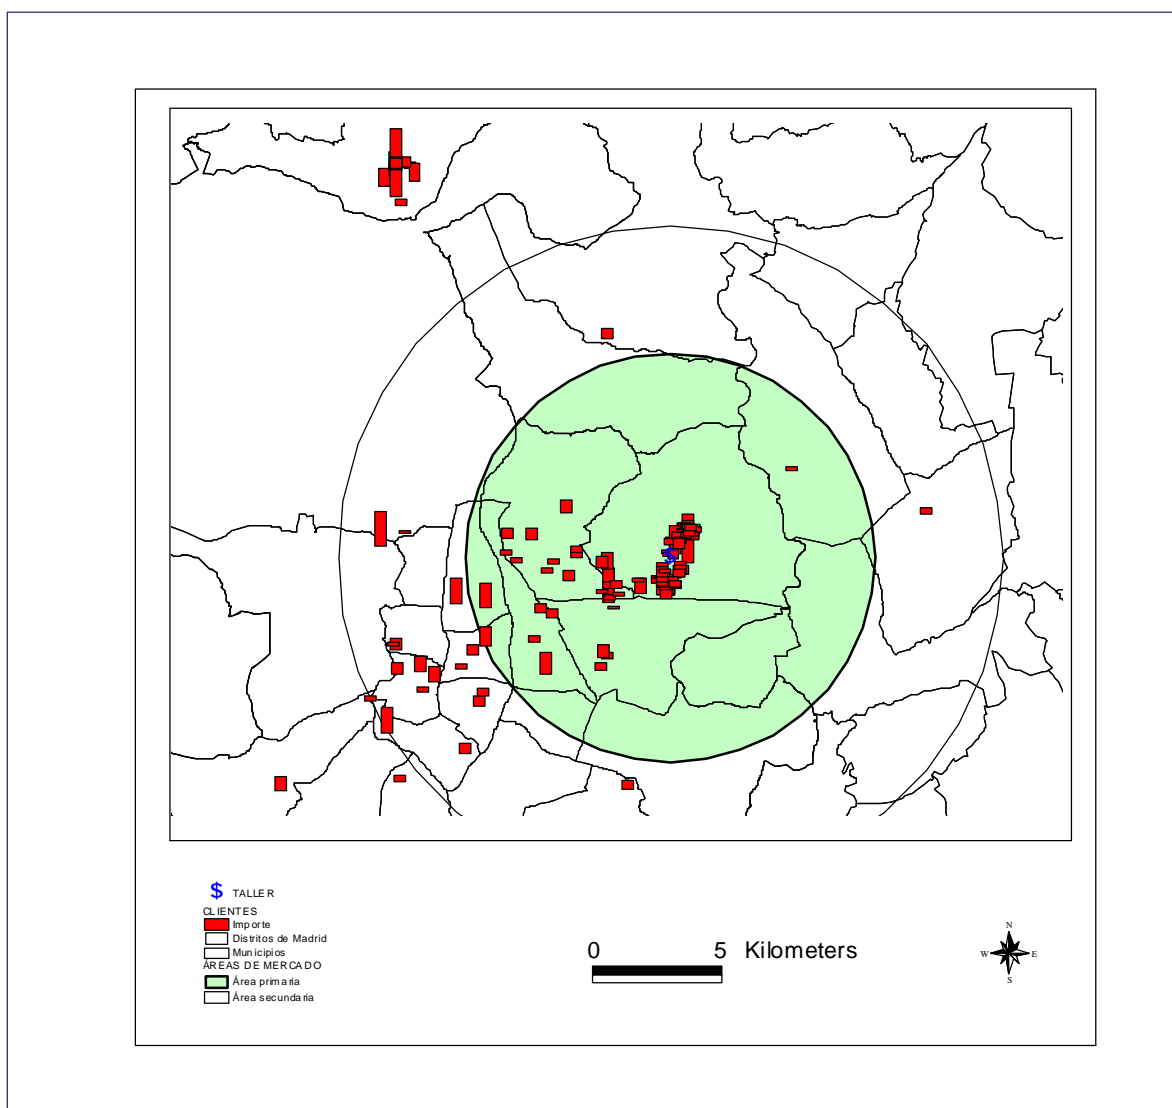 $
$ TALLER
CLIENTES
Importe
Distritos de Madrid
Municipios
ÁREAS DE MERCADO
Área primaria
Área secundaria
0 5 Kilometers
N
W E
S